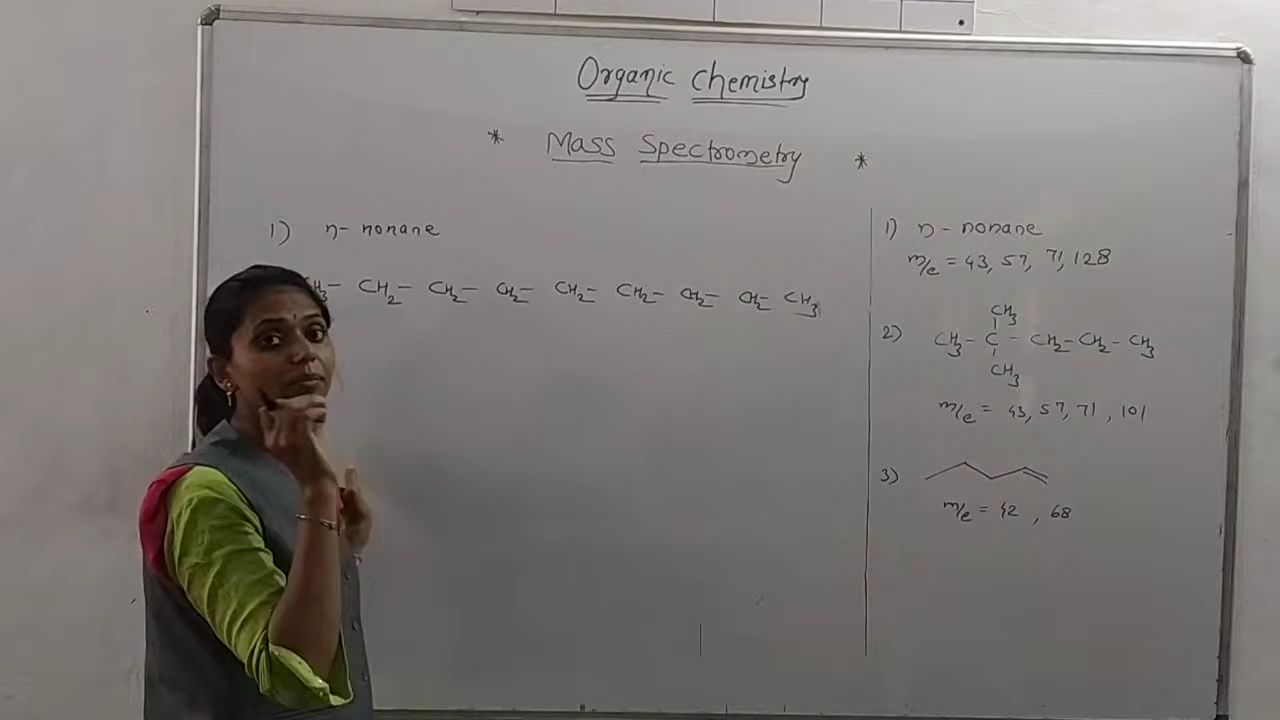 Organic Chemistry
* Mass Spectrometry *
1) n- nonane
CH3- CH2- CH2- CH2- CH2- CH2- CH2- CH2- CH3
1) n - nonane
m/e = 43, 57, 71, 128
CH3
2) CH3- C - CH2- CH2- CH3
CH3
m/e = 43, 57, 71, 101
3)
m/e = 42, 68